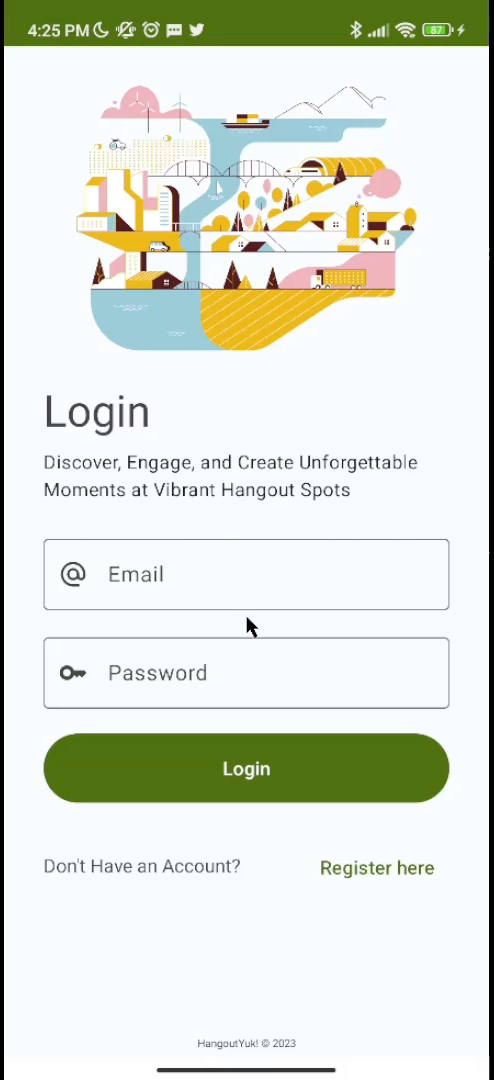 4:25 PM
87
Login
Discover, Engage, and Create Unforgettable
Moments at Vibrant Hangout Spots
Email
Password
Login
Don't Have an Account? Register here
HangoutYuk! © 2023